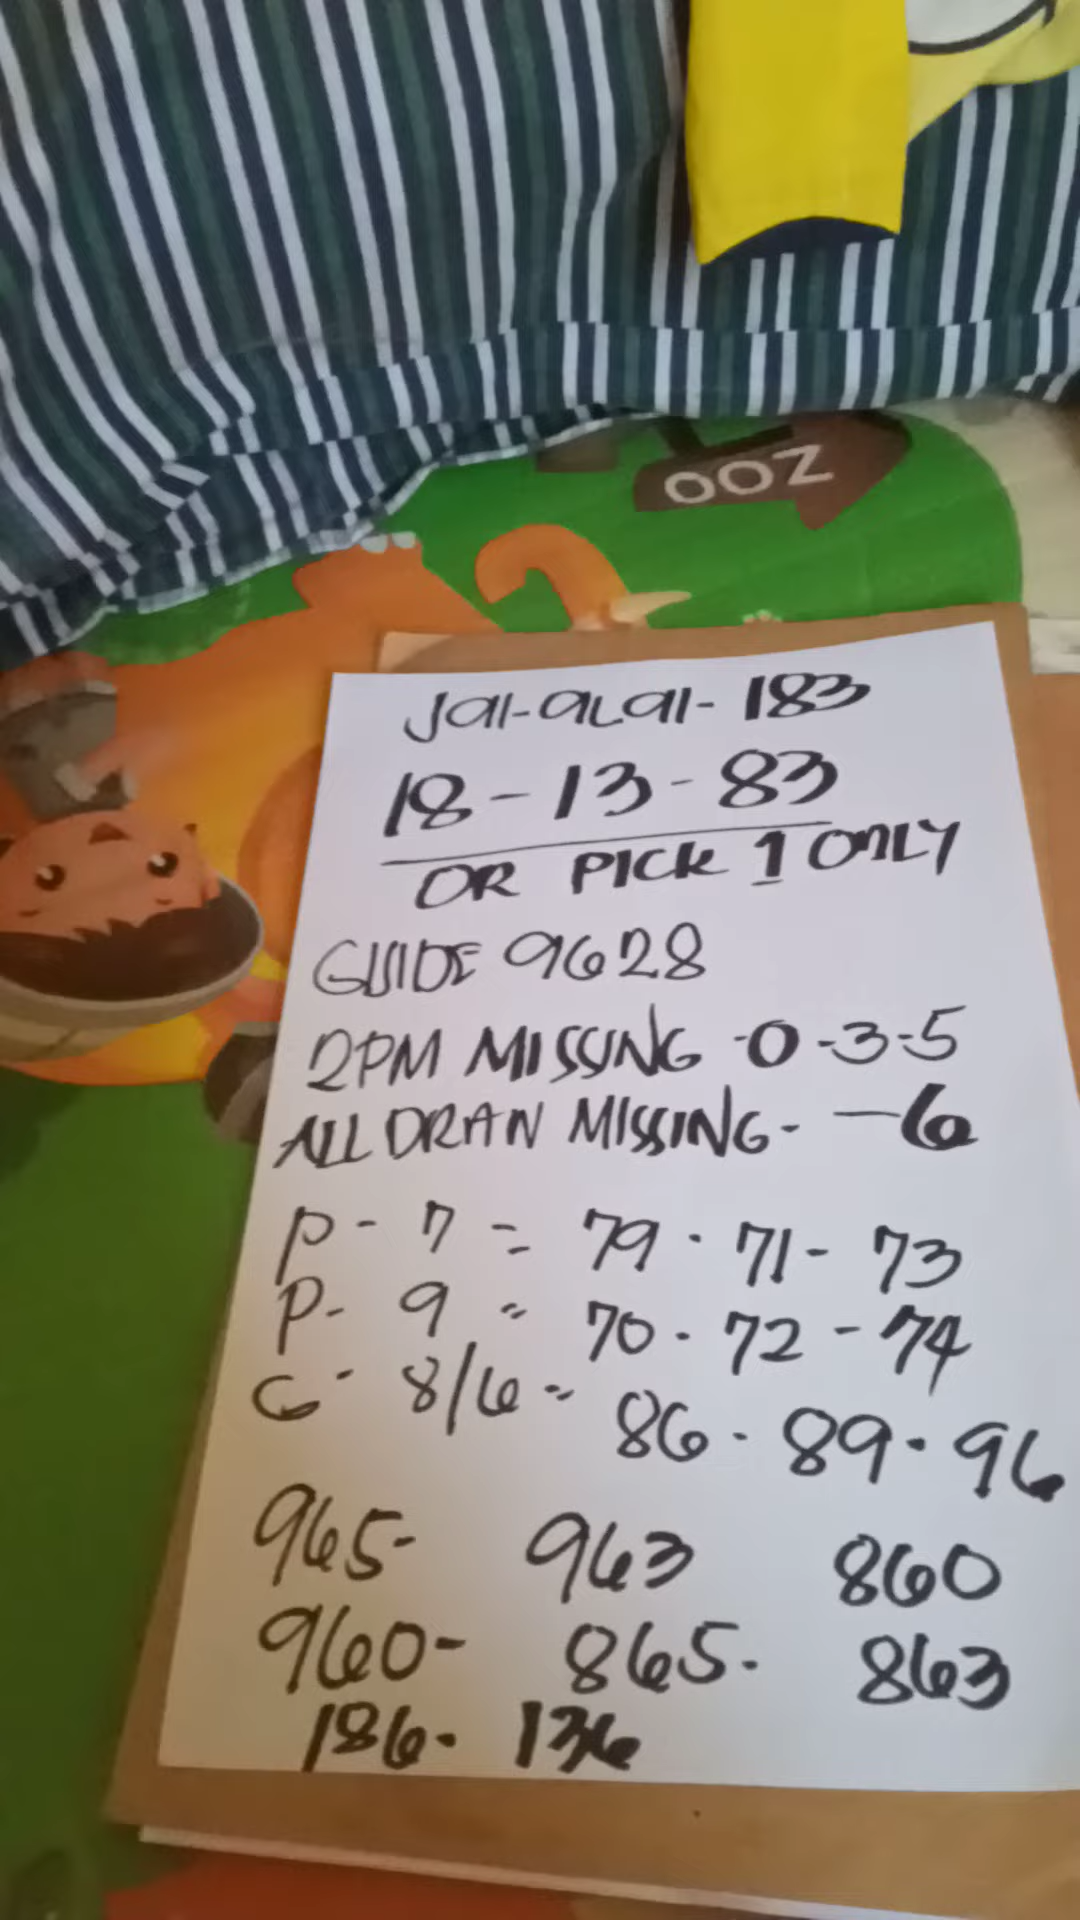 ZOO
Jai-aLai- 183
18-13-83
OR PICK 1 ONLY
GUIDE 9628
2PM MISSING -0-3-5
ALL DRAN MISSING- -6
P- 7 = 79. 71- 73
P- 9 = 70. 72-74
C- 8/6= 86. 89. 96
965- 963 860
960- 865. 863
186. 136